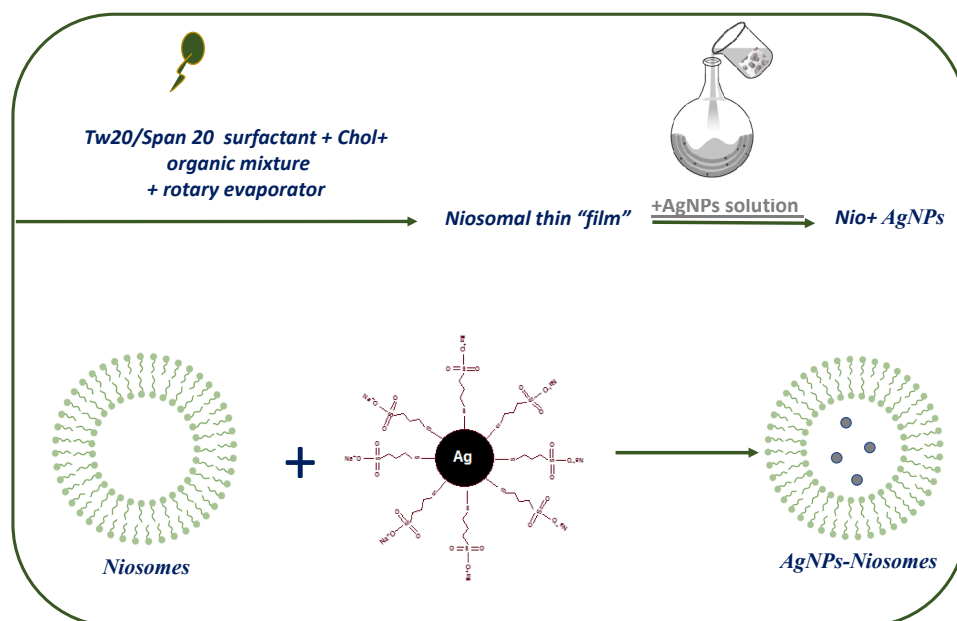 Tw20/Span 20 surfactant + Chol+
organic mixture
+ rotary evaporator
Niosomal thin “film”
+AgNPs solution
Nio+ AgNPs
Ag
Niosomes
AgNPs-Niosomes